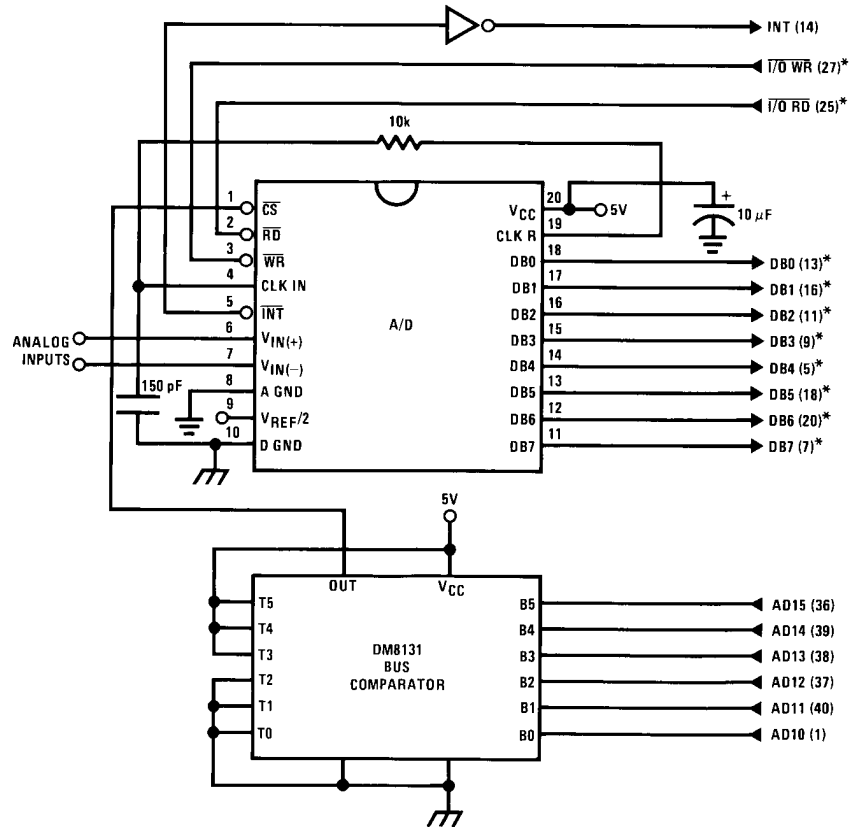 INT (14)
I/O WR (27)*
I/O RD (25)*
10k
1
CS
2
RD
3
WR
4
CLK IN
5
INT
6
VIN(+)
7
VIN(−)
8
A GND
9
VREF/2
10
D GND
ANALOG
INPUTS
150 pF
A/D
20
VCC
5V
+
10 μF
19
CLK R
18
DB0
DB0 (13)*
17
DB1
DB1 (16)*
16
DB2
DB2 (11)*
15
DB3
DB3 (9)*
14
DB4
DB4 (5)*
13
DB5
DB5 (18)*
12
DB6
DB6 (20)*
11
DB7
DB7 (7)*
5V
OUT
VCC
T5
T4
T3
T2
T1
T0
DM8131
BUS
COMPARATOR
B5
AD15 (36)
B4
AD14 (39)
B3
AD13 (38)
B2
AD12 (37)
B1
AD11 (40)
B0
AD10 (1)